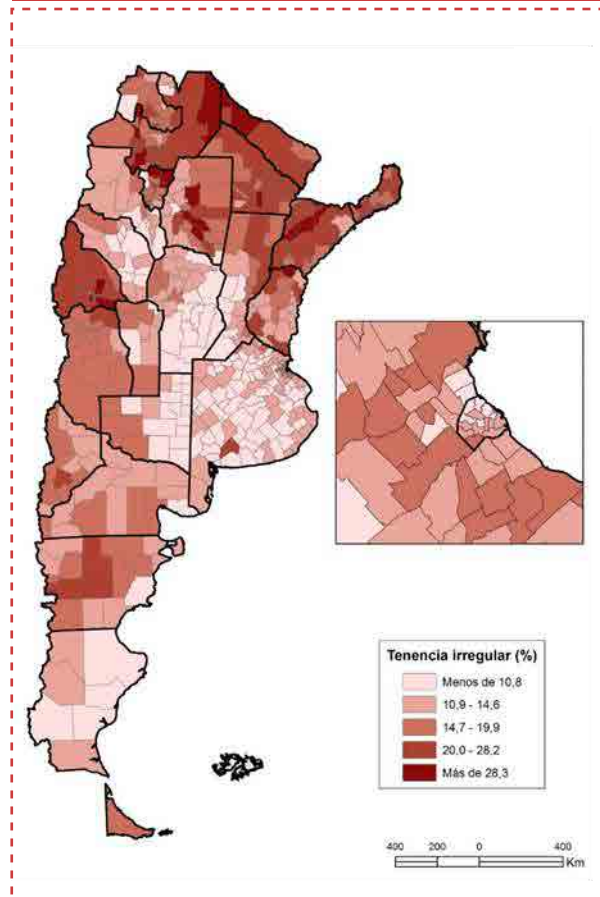 Tenencia irregular (%)
Menos de 10,8
10,9 - 14,6
14,7 - 19,9
20,0 - 28,2
Más de 28,3
400 200 0 400
Km